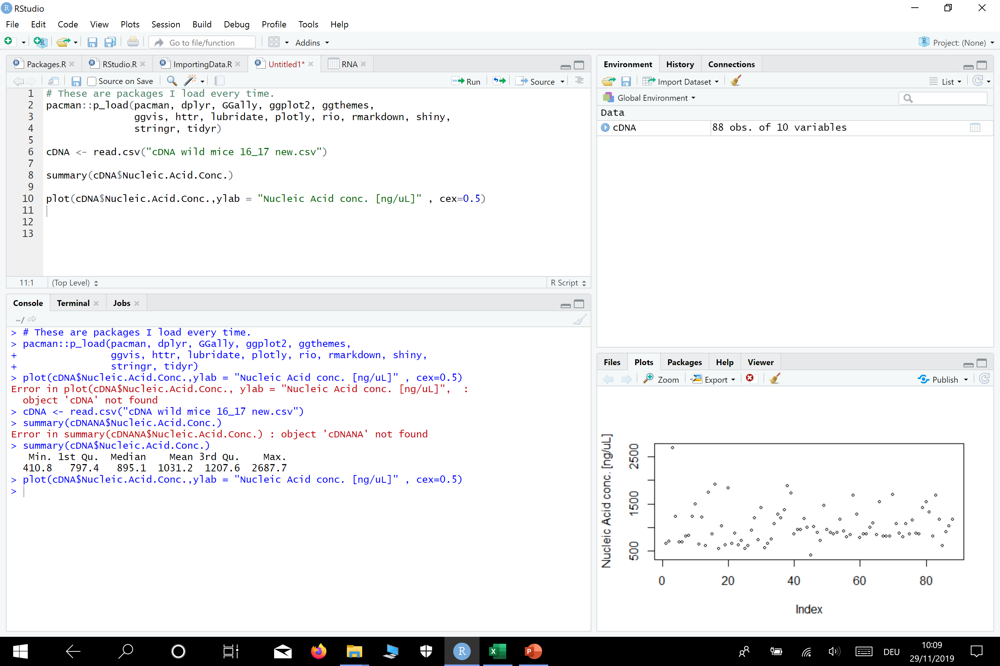 RStudio
File Edit Code View Plots Session Build Debug Profile Tools Help
Go to file/function Addins Project: (None)
Packages.R RStudio.R ImportingData.R Untitled1* RNA
Source on Save Run Source
1 # These are packages I load every time.
2 pacman::p_load(pacman, dplyr, GGally, ggplot2, ggthemes,
3 ggvis, httr, lubridate, plotly, rio, rmarkdown, shiny,
4 stringr, tidyr)
5
6 cDNA <- read.csv("cDNA wild mice 16_17 new.csv")
7
8 summary(cDNA$Nucleic.Acid.Conc.)
9
10 plot(cDNA$Nucleic.Acid.Conc.,ylab = "Nucleic Acid conc. [ng/uL]" , cex=0.5)
11
12
13
11:1 (Top Level) R Script
Console Terminal Jobs
~/
> # These are packages I load every time.
> pacman::p_load(pacman, dplyr, GGally, ggplot2, ggthemes,
+ ggvis, httr, lubridate, plotly, rio, rmarkdown, shiny,
+ stringr, tidyr)
> plot(cDNA$Nucleic.Acid.Conc.,ylab = "Nucleic Acid conc. [ng/uL]" , cex=0.5)
Error in plot(cDNA$Nucleic.Acid.Conc., ylab = "Nucleic Acid conc. [ng/uL]", :
object 'cDNA' not found
> cDNA <- read.csv("cDNA wild mice 16_17 new.csv")
> summary(cDNANA$Nucleic.Acid.Conc.)
Error in summary(cDNANA$Nucleic.Acid.Conc.) : object 'cDNANA' not found
> summary(cDNA$Nucleic.Acid.Conc.)
Min. 1st Qu. Median Mean 3rd Qu. Max.
410.8 797.4 895.1 1031.2 1207.6 2687.7
> plot(cDNA$Nucleic.Acid.Conc.,ylab = "Nucleic Acid conc. [ng/uL]" , cex=0.5)
>
Environment History Connections
Import Dataset List
Global Environment
Data
cDNA 88 obs. of 10 variables
Files Plots Packages Help Viewer
Zoom Export Publish
Nucleic Acid conc. [ng/uL]
2500
1500
500
0 20 40 60 80
Index
DEU
10:09
29/11/2019